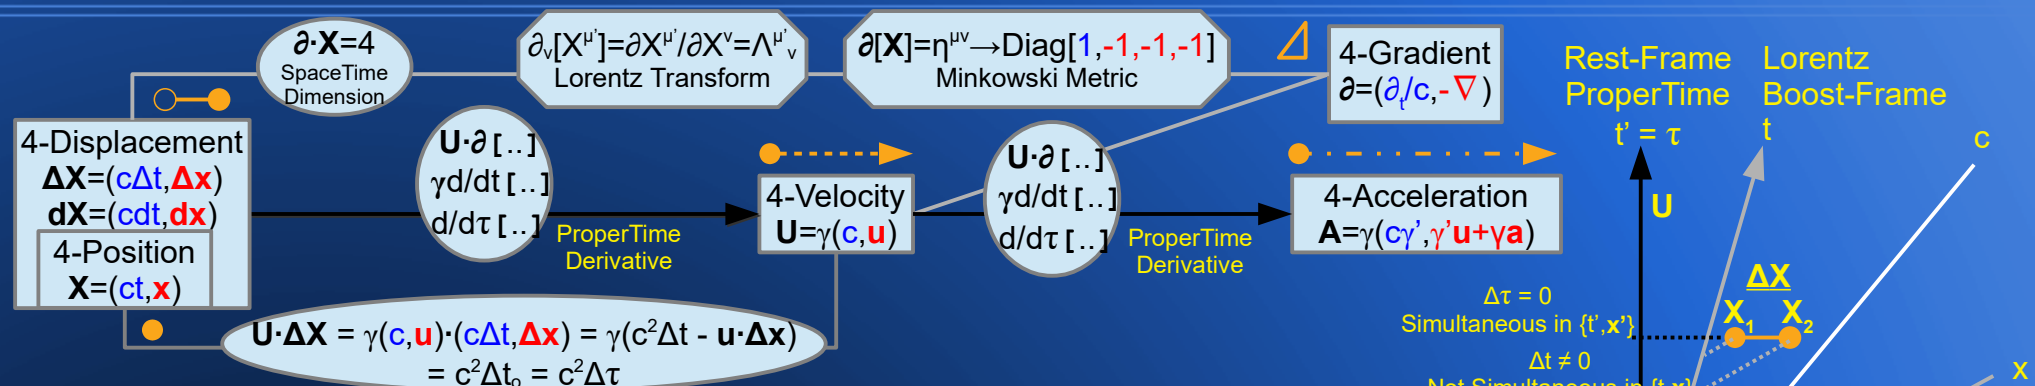 ∂·X=4
SpaceTime
Dimension
∂ν[Xμ']=∂Xμ'/∂Xν=Λμ'ν
Lorentz Transform
∂[X]=ημν→Diag[1,-1,-1,-1]
Minkowski Metric
4-Gradient
∂=(∂t/c,-∇)
4-Displacement
ΔX=(cΔt,Δx)
dX=(cdt,dx)
4-Position
X=(ct,x)
U·∂[..]
γd/dt[..]
d/dτ[..]
ProperTime
Derivative
4-Velocity
U=γ(c,u)
U·∂[..]
γd/dt[..]
d/dτ[..]
ProperTime
Derivative
4-Acceleration
A=γ(cγ',γ'u+γa)
U·ΔX = γ(c,u)·(cΔt,Δx) = γ(c²Δt - u·Δx)
= c²Δtₒ = c²Δτ
Rest-Frame
ProperTime
t' = τ
Lorentz
Boost-Frame
t
c
U
ΔX
X₁ X₂
Δτ = 0
Simultaneous in {t',x'}
Δt ≠ 0
Not Simultaneous in {t,x}
x